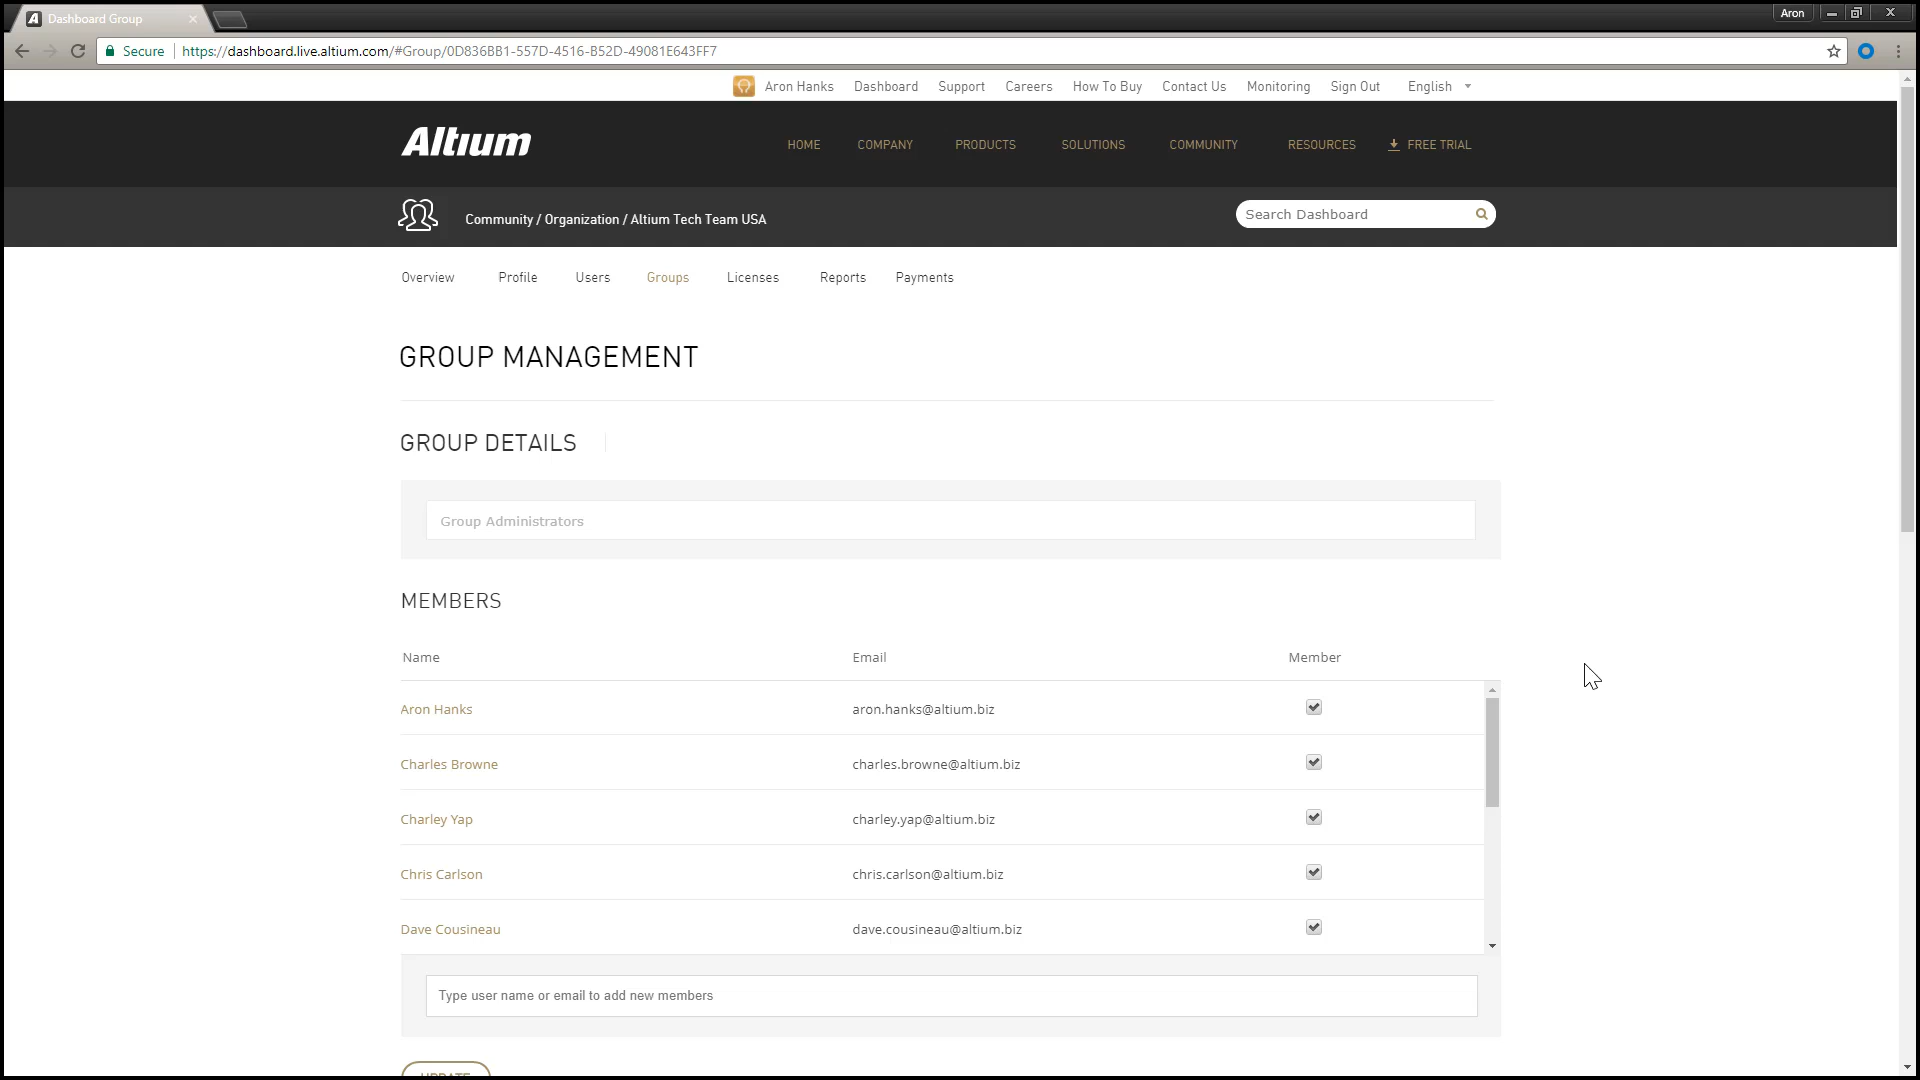 Dashboard Group
Aron
Secure https://dashboard.live.altium.com/#Group/0D836BB1-557D-4516-B52D-49081E643FF7
Aron Hanks Dashboard Support Careers How To Buy Contact Us Monitoring Sign Out English
Altium HOME COMPANY PRODUCTS SOLUTIONS COMMUNITY RESOURCES FREE TRIAL
Community / Organization / Altium Tech Team USA Search Dashboard
Overview Profile Users Groups Licenses Reports Payments
GROUP MANAGEMENT
GROUP DETAILS
Group Administrators
MEMBERS
Name Email Member
Aron Hanks aron.hanks@altium.biz
Charles Browne charles.browne@altium.biz
Charley Yap charley.yap@altium.biz
Chris Carlson chris.carlson@altium.biz
Dave Cousineau dave.cousineau@altium.biz
Type user name or email to add new members
UPDATE